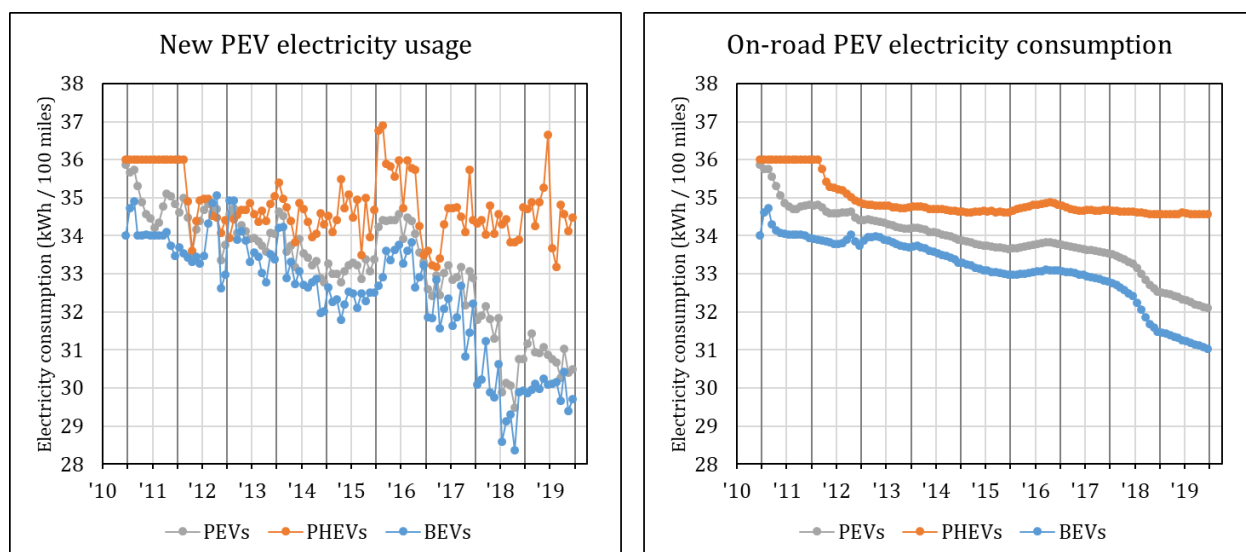 New PEV electricity usage
Electricity consumption (kWh / 100 miles)
38
37
36
35
34
33
32
31
30
29
28
'10 '11 '12 '13 '14 '15 '16 '17 '18 '19
PEVs PHEVs BEVs
On-road PEV electricity consumption
Electricity consumption (kWh / 100 miles)
38
37
36
35
34
33
32
31
30
29
28
'10 '11 '12 '13 '14 '15 '16 '17 '18 '19
PEVs PHEVs BEVs